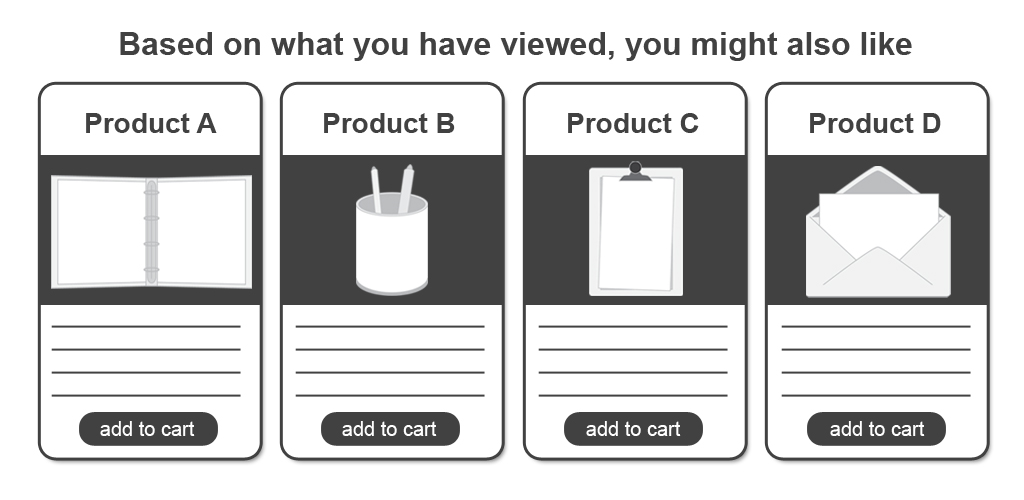 Based on what you have viewed, you might also like
Product A
Product B
Product C
Product D
add to cart
add to cart
add to cart
add to cart